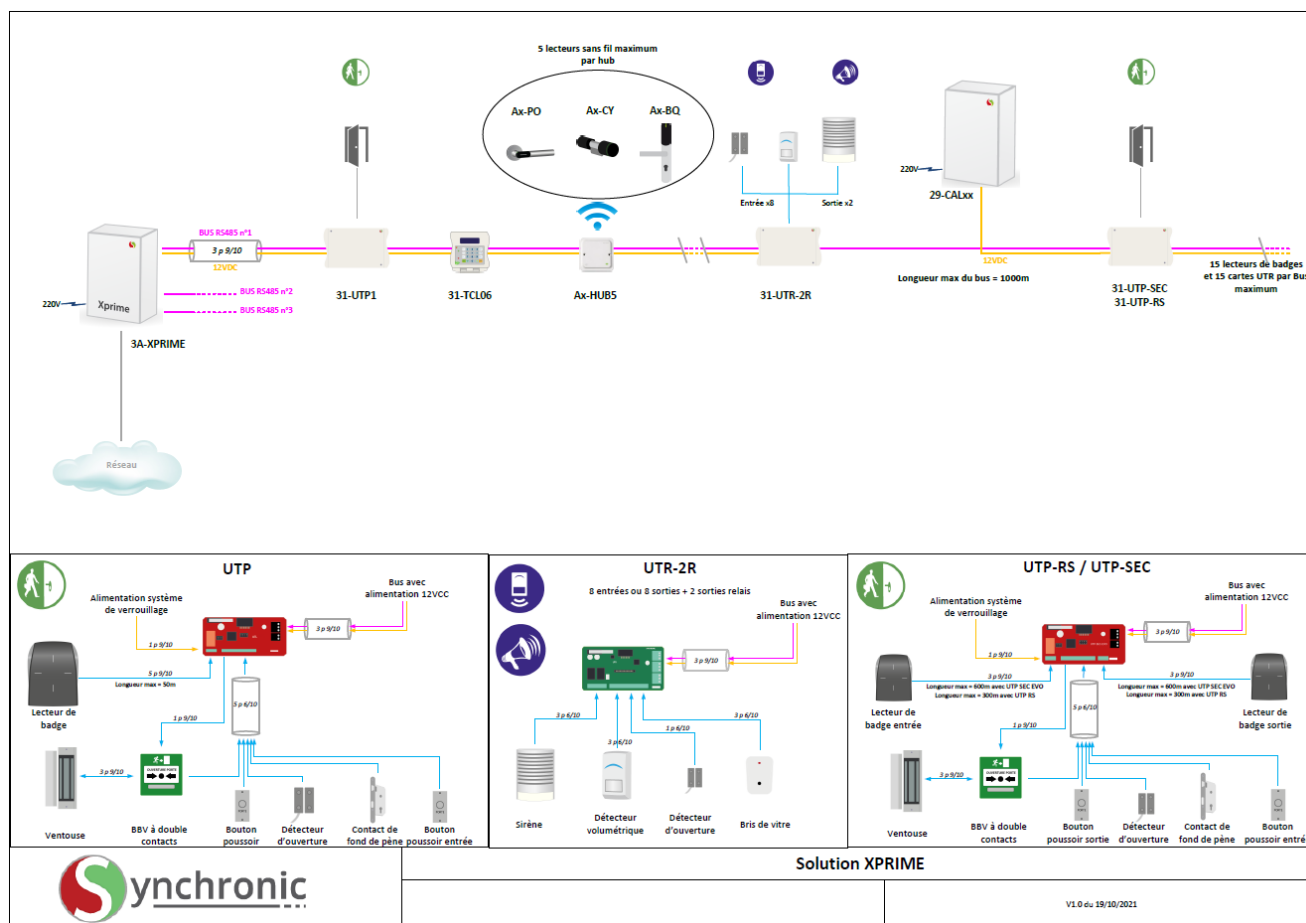 5 lecteurs sans fil maximum
par hub
Ax-PO
Ax-CY
Ax-BQ
220V
29-CALxx
Entrée x8
Sortie x2
BUS RS485 n°1
3 p 9/10
12VDC
12VDC
Longueur max du bus = 1000m
15 lecteurs de badges
et 15 cartes UTR par Bus
maximum
BUS RS485 n°2
BUS RS485 n°3
220V
Xprime
3A-XPRIME
31-UTP1
31-TCL06
Ax-HUB5
31-UTR-2R
31-UTP-SEC
31-UTP-RS
Réseau
UTP
Bus avec
alimentation 12VCC
Alimentation système
de verrouillage
3 p 9/10
1 p 9/10
5 p 9/10
Longueur max = 50m
Lecteur de
badge
5 p 6/10
1 p 9/10
3 p 9/10
OUVERTURE PORTE
Ventouse
BBV à double
contacts
Bouton
poussoir
Détecteur
d'ouverture
Contact de
fond de pène
Bouton
poussoir entrée
UTR-2R
8 entrées ou 8 sorties + 2 sorties relais
Bus avec
alimentation 12VCC
3 p 9/10
3 p 6/10
3 p 6/10
1 p 6/10
3 p 6/10
Sirène
Détecteur
volumétrique
Détecteur
d'ouverture
Bris de vitre
UTP-RS / UTP-SEC
Bus avec
alimentation 12VCC
Alimentation système
de verrouillage
3 p 9/10
1 p 9/10
3 p 9/10
Longueur max = 600m avec UTP SEC EVO
Longueur max = 300m avec UTP RS
3 p 9/10
Longueur max = 600m avec UTP SEC EVO
Longueur max = 300m avec UTP RS
Lecteur de
badge entrée
Lecteur de
badge sortie
5 p 6/10
1 p 9/10
3 p 9/10
OUVERTURE PORTE
Ventouse
BBV à double
contacts
Bouton
poussoir sortie
Détecteur
d'ouverture
Contact de
fond de pène
Bouton
poussoir entrée
Synchronic
Solution XPRIME
V1.0 du 19/10/2021